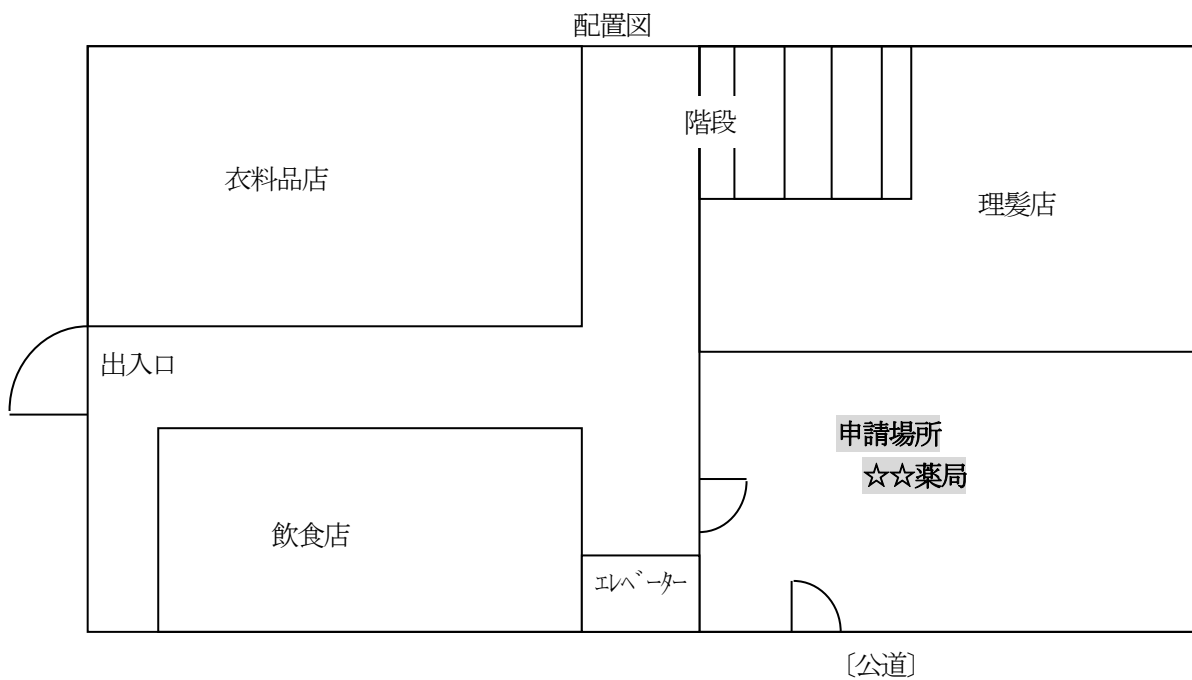 配置図
階段
衣料品店
理髪店
出入口
申請場所
☆☆薬局
飲食店
ｴﾚﾍﾞｰﾀｰ
〔公道〕